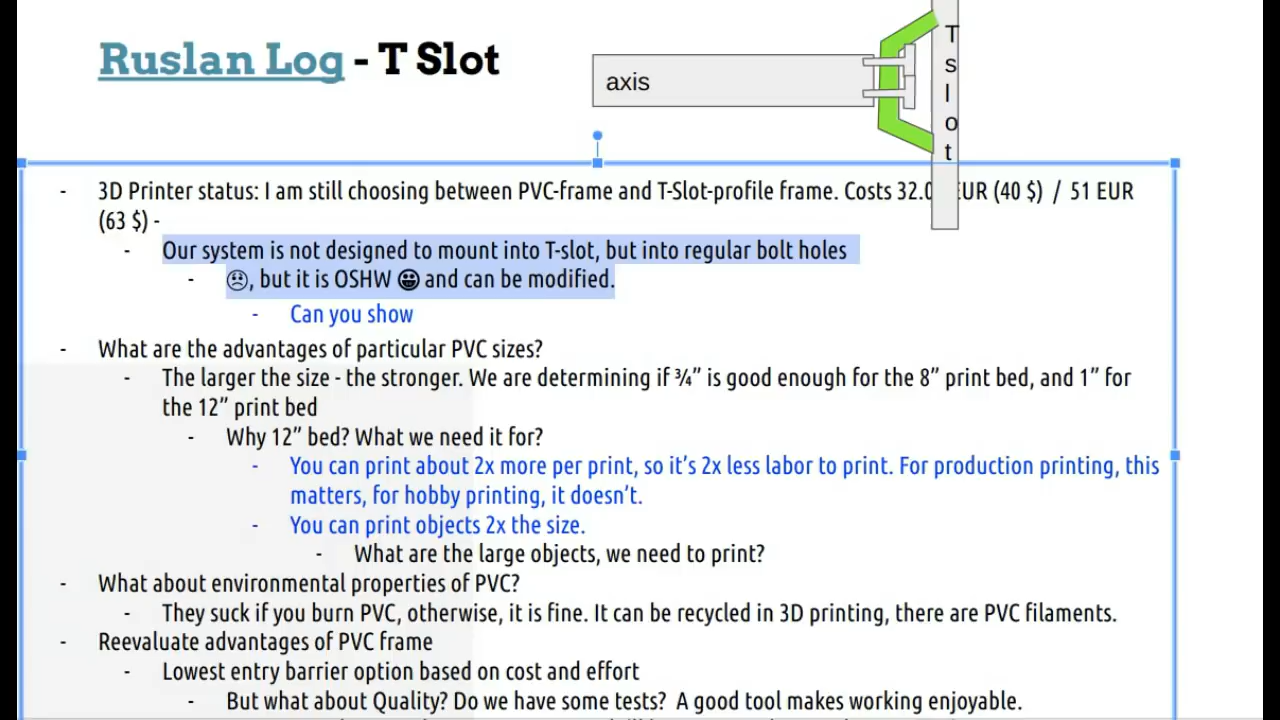 Ruslan Log - T Slot
axis
T
s
l
o
t
- 3D Printer status: I am still choosing between PVC-frame and T-Slot-profile frame. Costs 32.0 EUR (40 $) / 51 EUR
(63 $) -
- Our system is not designed to mount into T-slot, but into regular bolt holes
- ☹, but it is OSHW 😀 and can be modified.
- Can you show
- What are the advantages of particular PVC sizes?
- The larger the size - the stronger. We are determining if ¾” is good enough for the 8” print bed, and 1” for
the 12” print bed
- Why 12” bed? What we need it for?
- You can print about 2x more per print, so it’s 2x less labor to print. For production printing, this
matters, for hobby printing, it doesn’t.
- You can print objects 2x the size.
- What are the large objects, we need to print?
- What about environmental properties of PVC?
- They suck if you burn PVC, otherwise, it is fine. It can be recycled in 3D printing, there are PVC filaments.
- Reevaluate advantages of PVC frame
- Lowest entry barrier option based on cost and effort
- But what about Quality? Do we have some tests? A good tool makes working enjoyable.